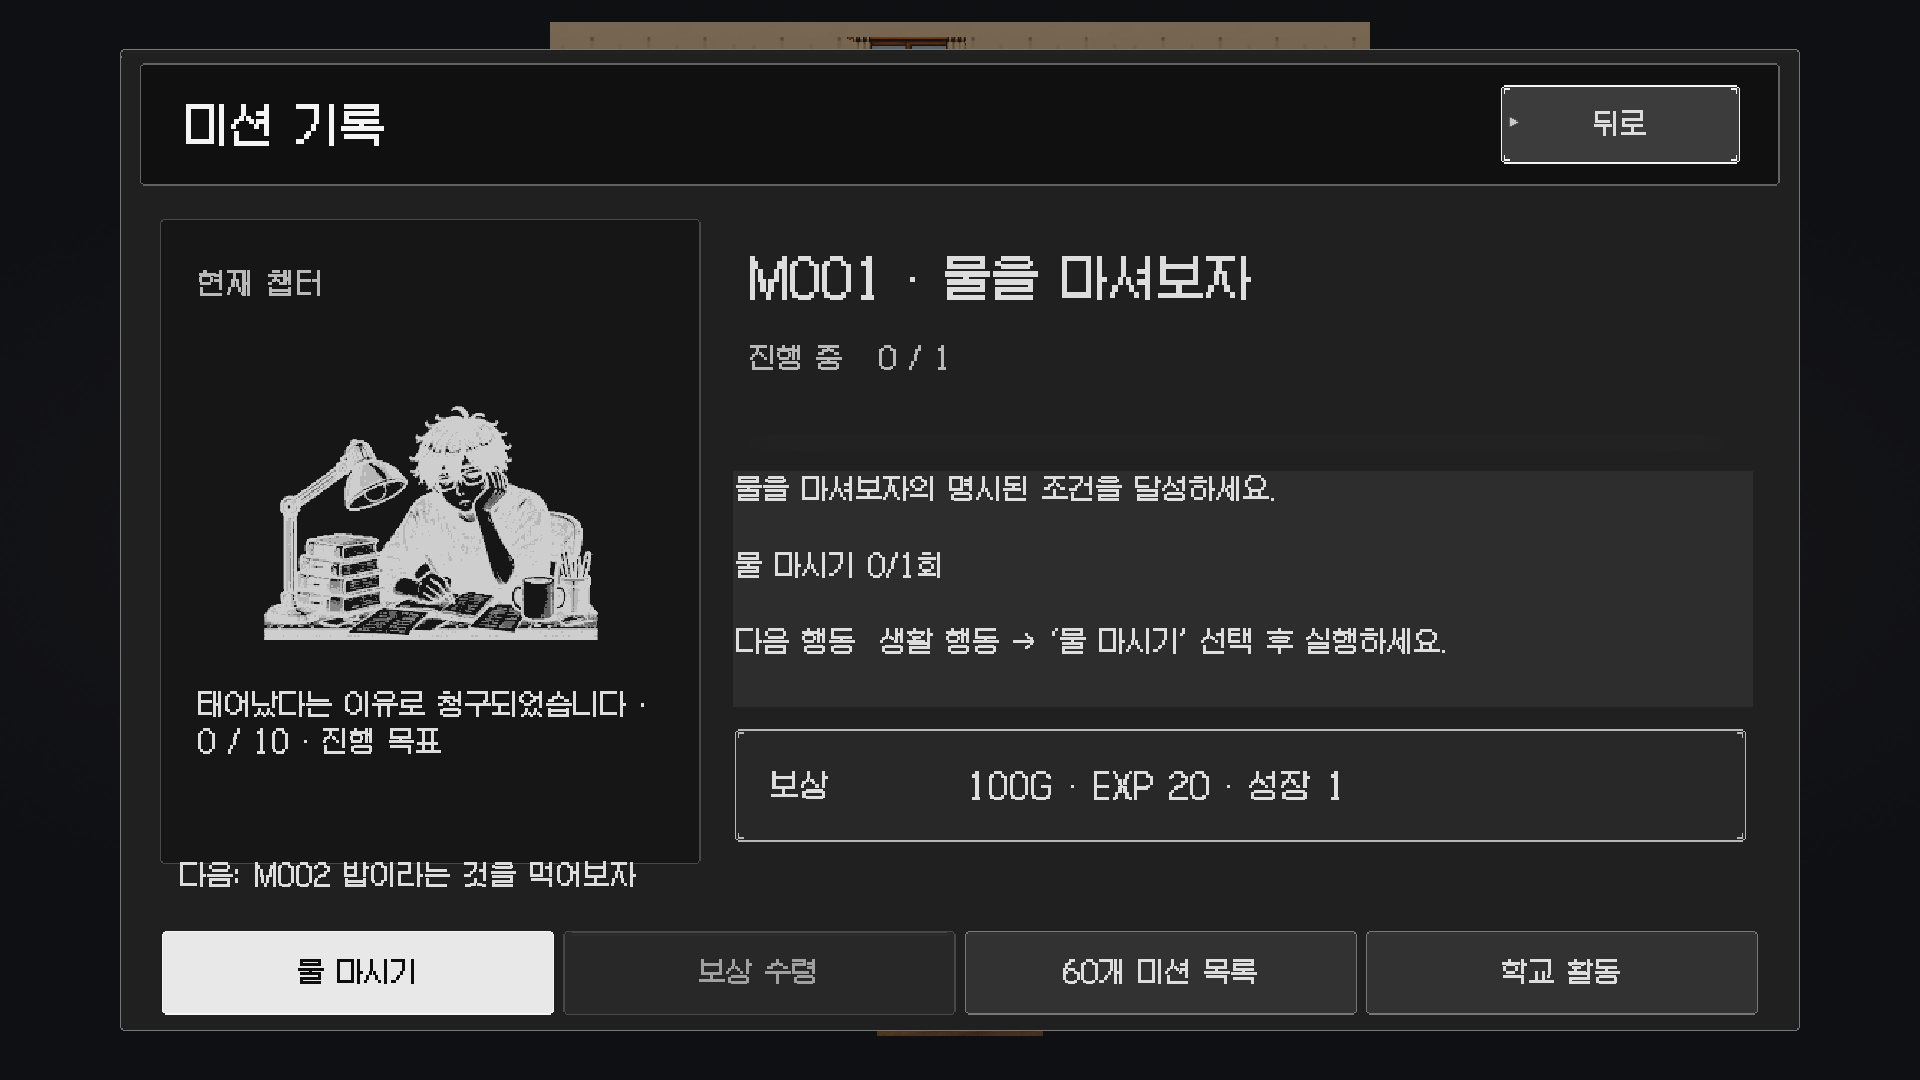 미션 기록
뒤로
현재 챕터
태어났다는 이유로 청구되었습니다 ·
0 / 10 · 진행 목표
다음: M002 밥이라는 것을 먹어보자
M001 · 물을 마셔보자
진행 중 0 / 1
물을 마셔보자의 명시된 조건을 달성하세요.
물 마시기 0/1회
다음 행동 생활 행동 → ‘물 마시기’ 선택 후 실행하세요.
보상 100G · EXP 20 · 성장 1
물 마시기
보상 수령
60개 미션 목록
학교 활동